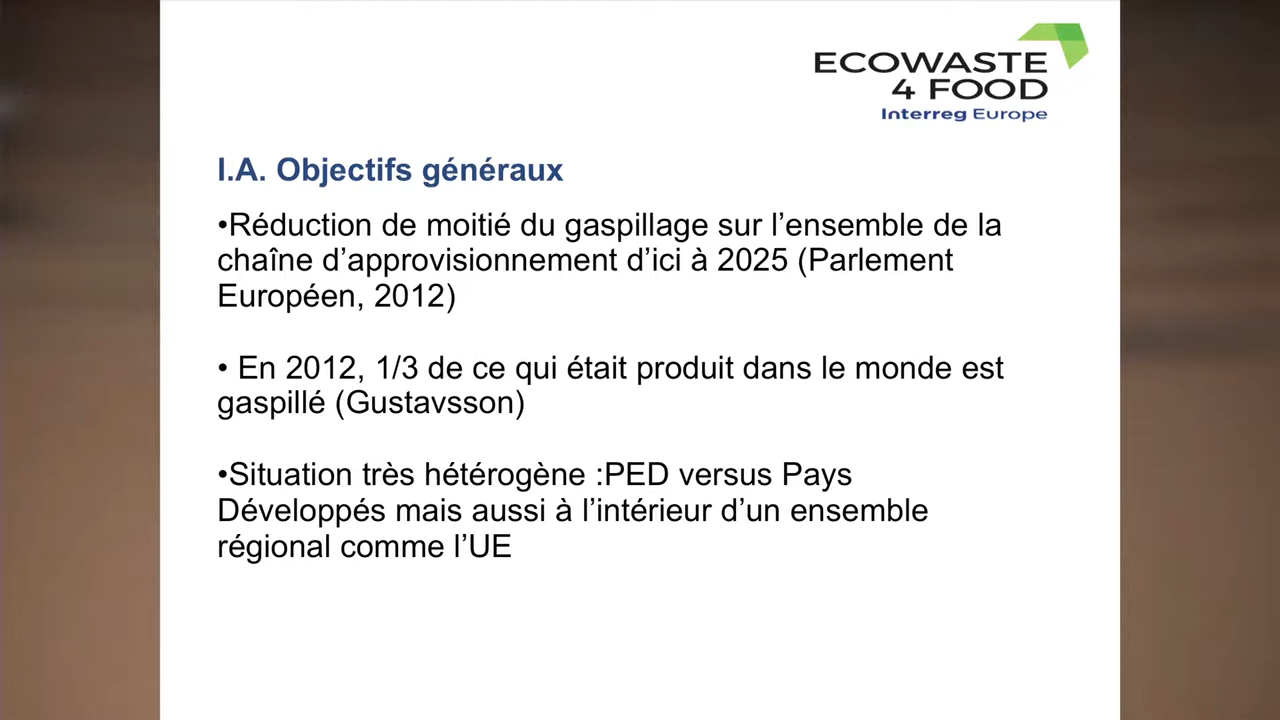 ECOWASTE
4 FOOD
Interreg Europe
I.A. Objectifs généraux
•Réduction de moitié du gaspillage sur l’ensemble de la
chaîne d’approvisionnement d’ici à 2025 (Parlement
Européen, 2012)
• En 2012, 1/3 de ce qui était produit dans le monde est
gaspillé (Gustavsson)
•Situation très hétérogène :PED versus Pays
Développés mais aussi à l’intérieur d’un ensemble
régional comme l’UE